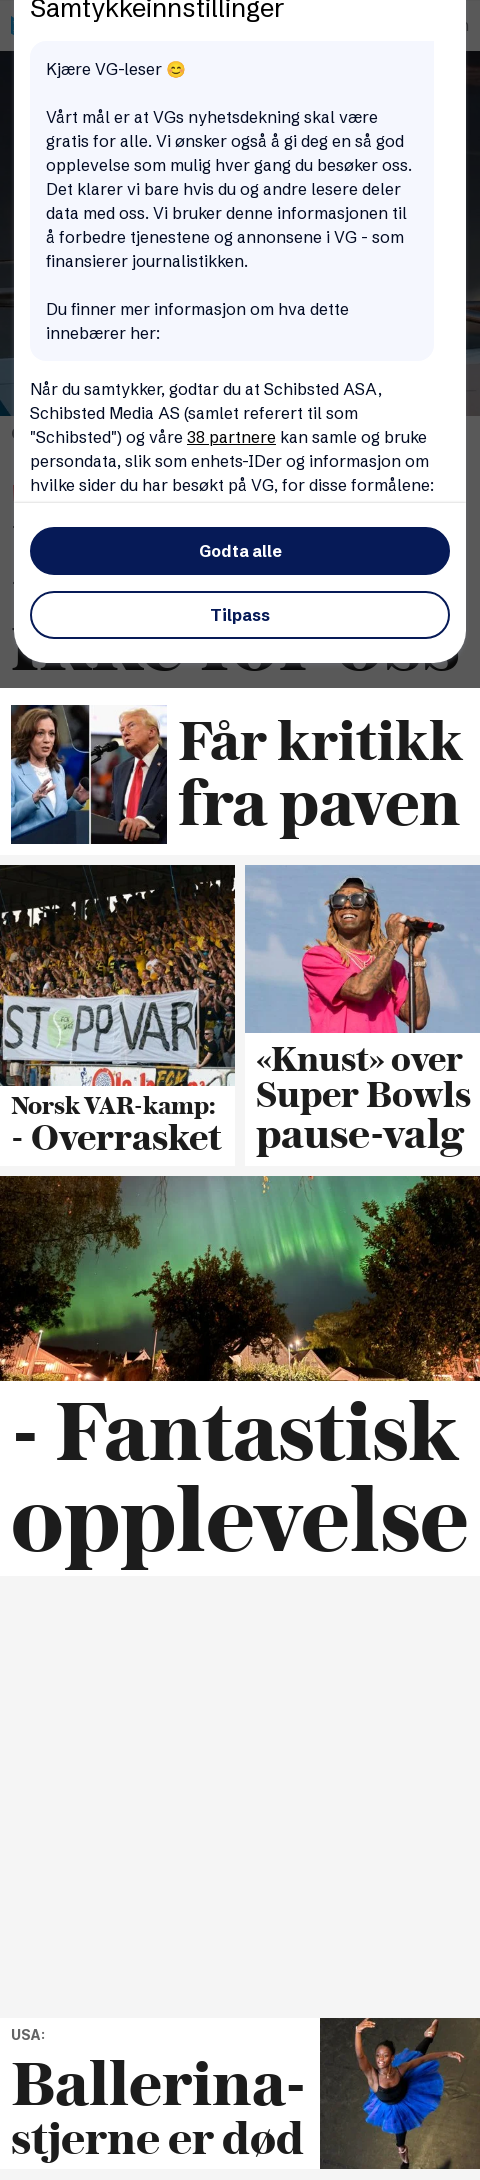 Samtykkeinnstillinger
Kjære VG-leser 😊
Vårt mål er at VGs nyhetsdekning skal være
gratis for alle. Vi ønsker også å gi deg en så god
opplevelse som mulig hver gang du besøker oss.
Det klarer vi bare hvis du og andre lesere deler
data med oss. Vi bruker denne informasjonen til
å forbedre tjenestene og annonsene i VG - som
finansierer journalistikken.
Du finner mer informasjon om hva dette
innebærer her:
Når du samtykker, godtar du at Schibsted ASA,
Schibsted Media AS (samlet referert til som
"Schibsted") og våre 38 partnere kan samle og bruke
persondata, slik som enhets-IDer og informasjon om
hvilke sider du har besøkt på VG, for disse formålene:
Godta alle
Tilpass
ikke for oss
Får kritikk
fra paven
STOPP VAR
Norsk VAR-kamp:
- Overrasket
«Knust» over
Super Bowls
pause-valg
- Fantastisk
opplevelse
USA:
Ballerina-
stjerne er død